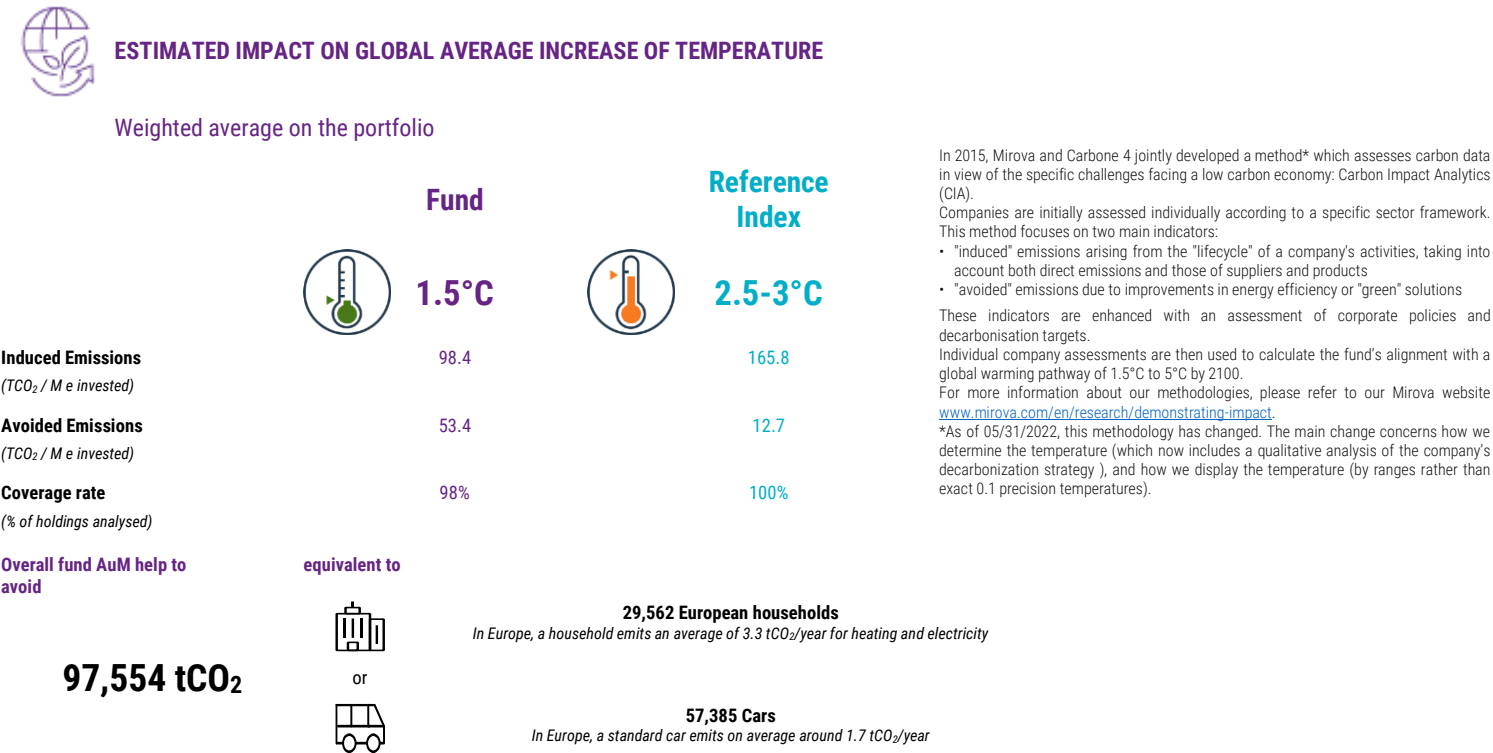 ESTIMATED IMPACT ON GLOBAL AVERAGE INCREASE OF TEMPERATURE
Weighted average on the portfolio
Fund
Reference
Index
1.5°C
2.5-3°C
Induced Emissions
98.4
165.8
(TCO₂ / M e invested)
Avoided Emissions
53.4
12.7
(TCO₂ / M e invested)
Coverage rate
98%
100%
(% of holdings analysed)
Overall fund AuM help to
avoid
equivalent to
97,554 tCO₂
29,562 European households
In Europe, a household emits an average of 3.3 tCO₂/year for heating and electricity
or
57,385 Cars
In Europe, a standard car emits on average around 1.7 tCO₂/year
In 2015, Mirova and Carbone 4 jointly developed a method* which assesses carbon data
in view of the specific challenges facing a low carbon economy: Carbon Impact Analytics
(CIA).
Companies are initially assessed individually according to a specific sector framework.
This method focuses on two main indicators:
• "induced" emissions arising from the "lifecycle" of a company's activities, taking into
account both direct emissions and those of suppliers and products
• "avoided" emissions due to improvements in energy efficiency or "green" solutions
These indicators are enhanced with an assessment of corporate policies and
decarbonisation targets.
Individual company assessments are then used to calculate the fund's alignment with a
global warming pathway of 1.5°C to 5°C by 2100.
For more information about our methodologies, please refer to our Mirova website
www.mirova.com/en/research/demonstrating-impact.
*As of 05/31/2022, this methodology has changed. The main change concerns how we
determine the temperature (which now includes a qualitative analysis of the company's
decarbonization strategy ), and how we display the temperature (by ranges rather than
exact 0.1 precision temperatures).